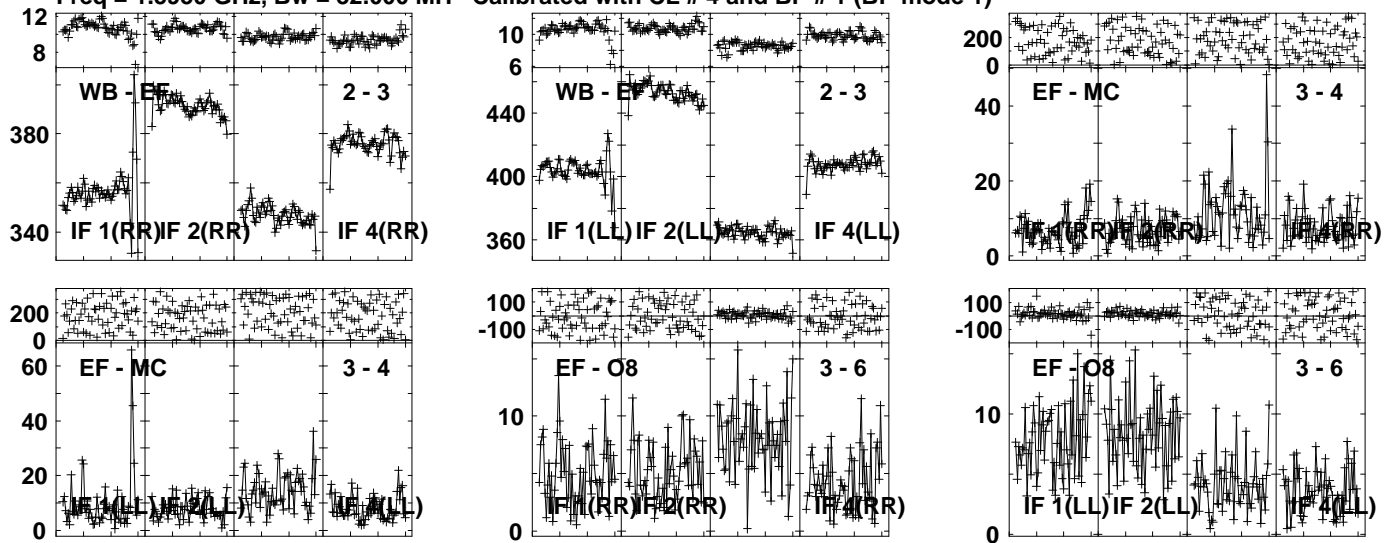 Freq = GHz, Bw = 32.000 MH Calibrated with CL # 4 and BP # 1 (BP mode 1)
12
8
WB - EF 2 - 3
380
340
IF 1(RR) IF 2(RR) IF 4(RR)
10
6
WB - EF 2 - 3
440
400
360
IF 1(LL) IF 2(LL) IF 4(LL)
200
0
EF - MC 3 - 4
40
20
0
IF 1(RR) IF 2(RR) IF 4(RR)
200
0
EF - MC 3 - 4
60
40
20
0
IF 1(LL) IF 2(LL) IF 4(LL)
100
-100
EF - O8 3 - 6
10
0
IF 1(RR) IF 2(RR) IF 4(RR)
100
-100
EF - O8 3 - 6
10
0
IF 1(LL) IF 2(LL) IF 4(LL)